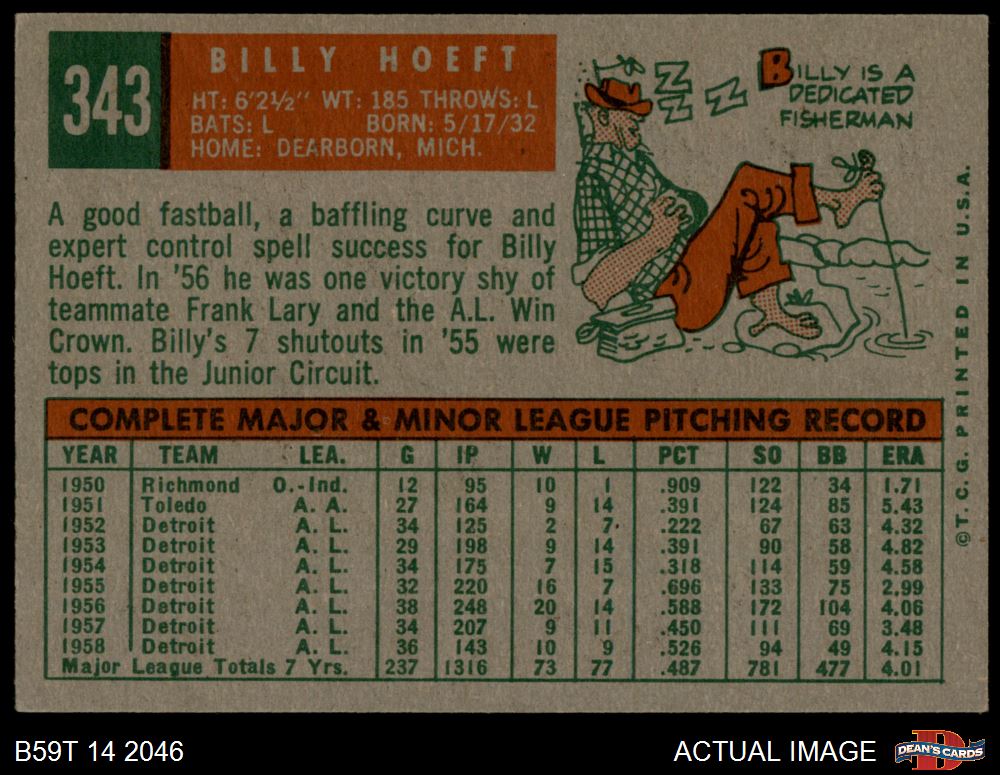 343
BILLY HOEFT
HT: 6'2½" WT: 185 THROWS: L
BATS: L BORN: 5/17/32
HOME: DEARBORN, MICH.
Z Z Z Z
BILLY IS A
DEDICATED
FISHERMAN
A good fastball, a baffling curve and
expert control spell success for Billy
Hoeft. In '56 he was one victory shy of
teammate Frank Lary and the A.L. Win
Crown. Billy's 7 shutouts in '55 were
tops in the Junior Circuit.
COMPLETE MAJOR & MINOR LEAGUE PITCHING RECORD
YEAR TEAM LEA. G IP W L PCT SO BB ERA
1950 Richmond O.-Ind. 12 95 10 1 .909 122 34 1.71
1951 Toledo A. A. 27 164 9 14 .391 124 85 5.43
1952 Detroit A. L. 34 125 2 7 .222 67 63 4.32
1953 Detroit A. L. 29 198 9 14 .391 90 58 4.82
1954 Detroit A. L. 34 175 7 15 .318 114 59 4.58
1955 Detroit A. L. 32 220 16 7 .696 133 75 2.99
1956 Detroit A. L. 38 248 20 14 .588 172 104 4.06
1957 Detroit A. L. 34 207 9 11 .450 111 69 3.48
1958 Detroit A. L. 36 143 10 9 .526 94 49 4.15
Major League Totals 7 Yrs. 237 1316 73 77 .487 781 477 4.01
©T. C. G. PRINTED IN U.S.A.
B59T 14 2046
ACTUAL IMAGE
D
DEAN'S CARDS